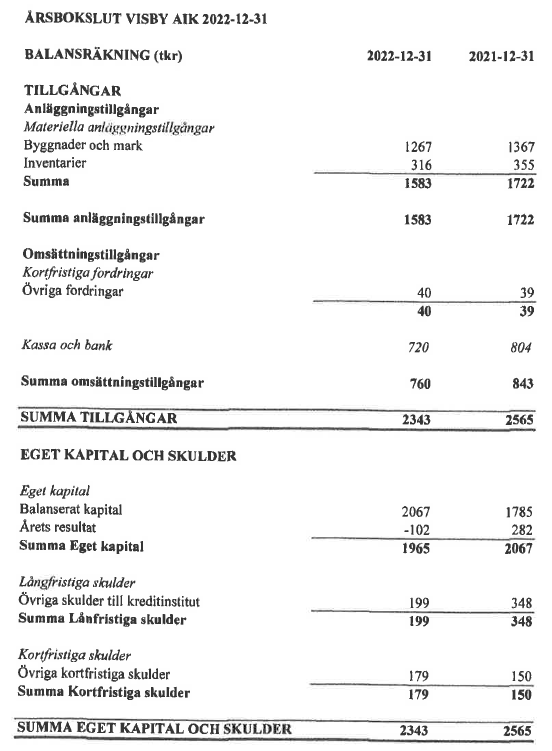 ÅRSBOKSLUT VISBY AIK 2022-12-31
BALANSRÄKNING (tkr) 2022-12-31 2021-12-31
TILLGÅNGAR
Anläggningstillgångar
Materiella anläggningstillgångar
Byggnader och mark 1267 1367
Inventarier 316 355
Summa 1583 1722
Summa anläggningstillgångar 1583 1722
Omsättningstillgångar
Kortfristiga fordringar
Övriga fordringar 40 39
40 39
Kassa och bank 720 804
Summa omsättningstillgångar 760 843
SUMMA TILLGÅNGAR 2343 2565
EGET KAPITAL OCH SKULDER
Eget kapital
Balanserat kapital 2067 1785
Årets resultat -102 282
Summa Eget kapital 1965 2067
Långfristiga skulder
Övriga skulder till kreditinstitut 199 348
Summa Lånfristiga skulder 199 348
Kortfristiga skulder
Övriga kortfristiga skulder 179 150
Summa Kortfristiga skulder 179 150
SUMMA EGET KAPITAL OCH SKULDER 2343 2565